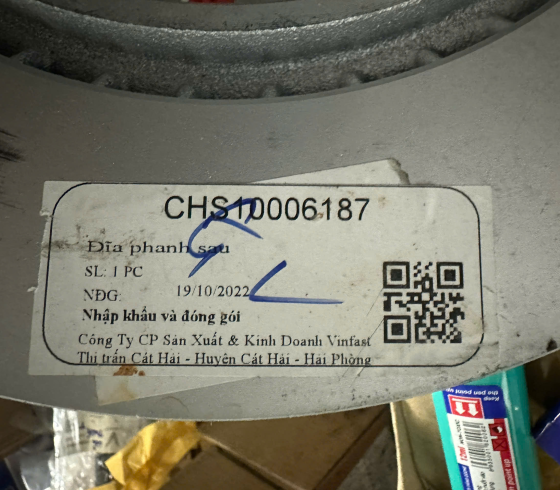 CHS10006187
Đĩa phanh sau
SL: 1 PC
NĐG: 19/10/2022
Nhập khẩu và đóng gói
Công Ty CP Sản Xuất & Kinh Doanh Vinfast
Thị trấn Cát Hải - Huyện Cát Hải - Hải Phòng